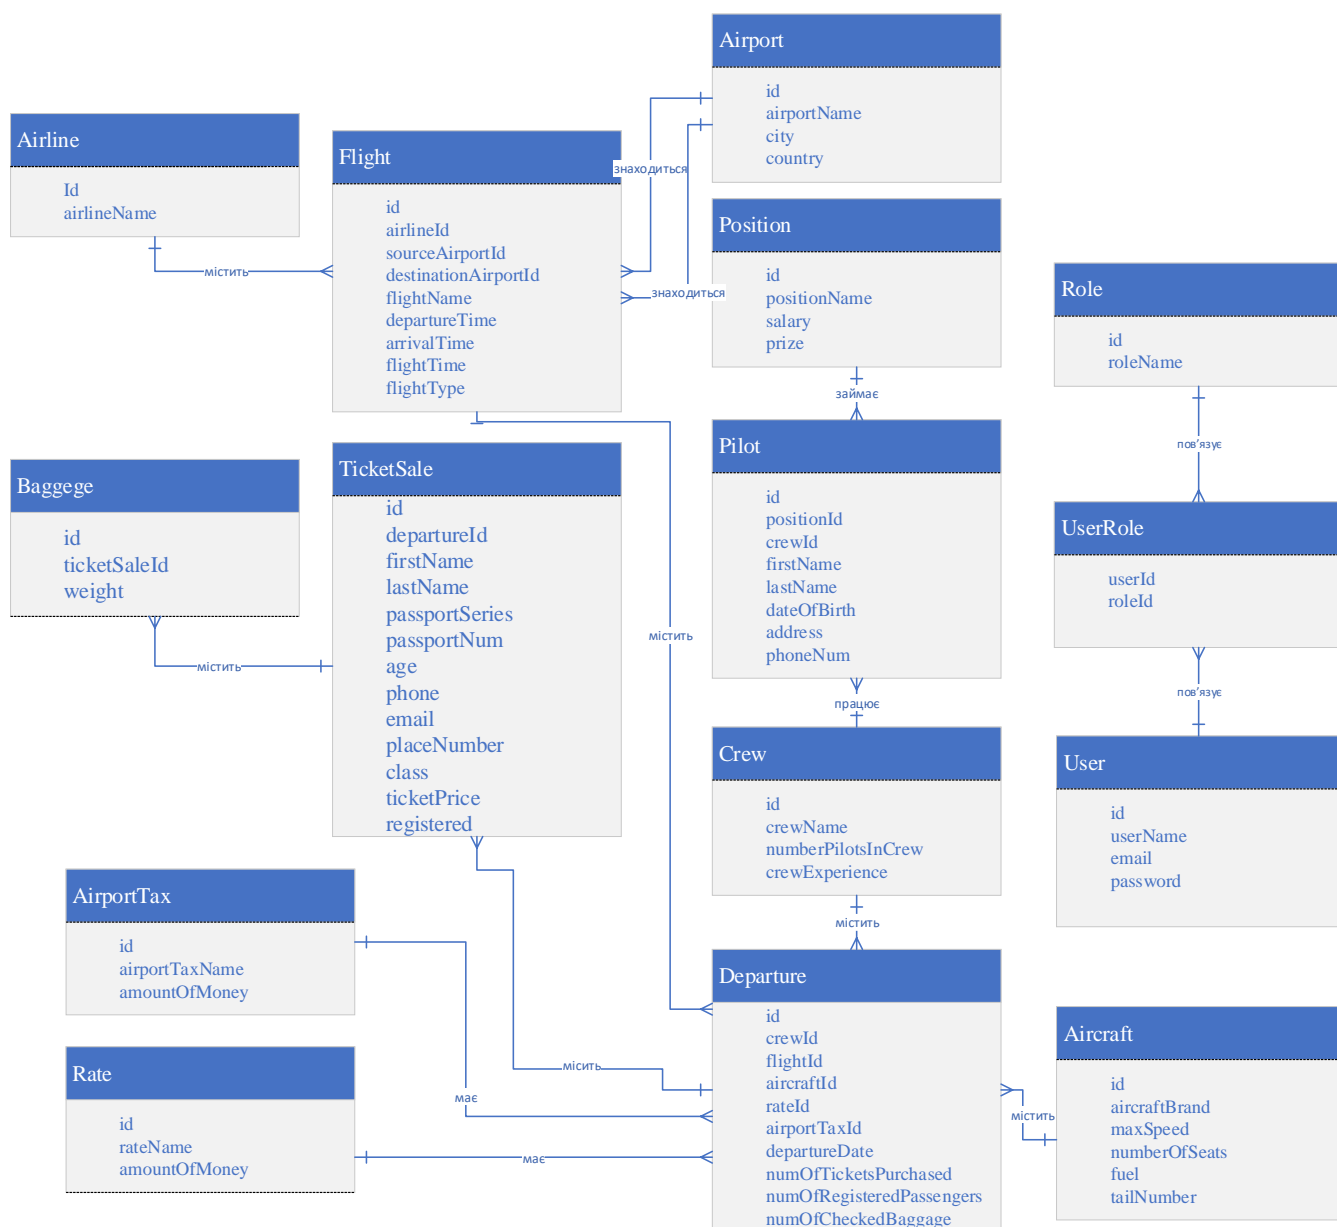 Airport
id
airportName
city
country
Airline
Id
airlineName
Flight
id
airlineId
sourceAirportId
destinationAirportId
flightName
departureTime
arrivalTime
flightTime
flightType
знаходиться
знаходиться
містить
Position
id
positionName
salary
prize
займає
Role
id
roleName
пов'язує
Pilot
id
positionId
crewId
firstName
lastName
dateOfBirth
address
phoneNum
працює
UserRole
userId
roleId
пов'язує
Baggege
id
ticketSaleId
weight
містить
TicketSale
id
departureId
firstName
lastName
passportSeries
passportNum
age
phone
email
placeNumber
class
ticketPrice
registered
містить
Crew
id
crewName
numberPilotsInCrew
crewExperience
містить
User
id
userName
email
password
AirportTax
id
airportTaxName
amountOfMoney
має
місить
Rate
id
rateName
amountOfMoney
має
Departure
id
crewId
flightId
aircraftId
rateId
airportTaxId
departureDate
numOfTicketsPurchased
numOfRegisteredPassengers
numOfCheckedBaggage
містить
Aircraft
id
aircraftBrand
maxSpeed
numberOfSeats
fuel
tailNumber